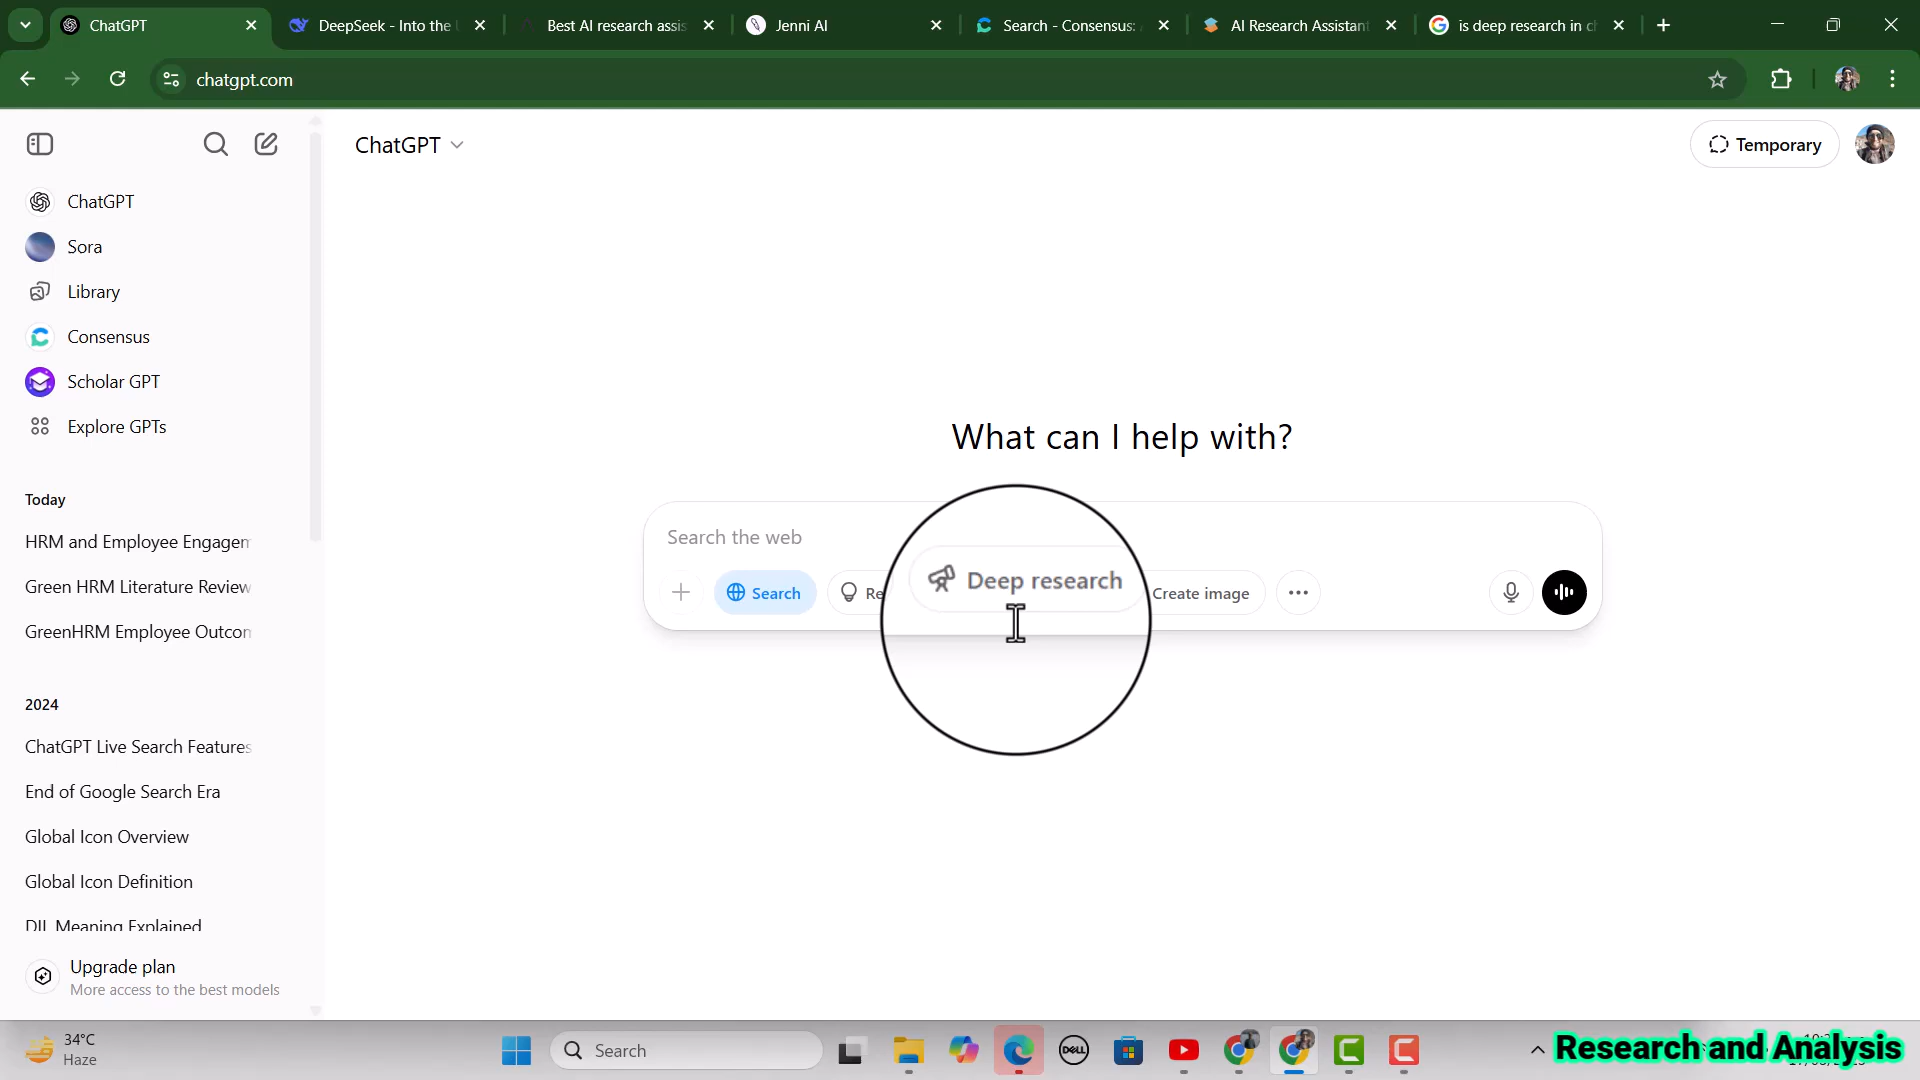 ChatGPT
DeepSeek - Into the
Best AI research assis
Jenni AI
Search - Consensus:
AI Research Assistant
is deep research in c
chatgpt.com
ChatGPT
Temporary
ChatGPT
Sora
Library
Consensus
Scholar GPT
Explore GPTs
What can I help with?
Search the web
Search
Re
Deep research
Create image
Today
HRM and Employee Engagem
Green HRM Literature Review
GreenHRM Employee Outcon
2024
ChatGPT Live Search Features
End of Google Search Era
Global Icon Overview
Global Icon Definition
DIL Meaning Explained
Upgrade plan
More access to the best models
34°C
Haze
Search
DELL
Research and Analysis